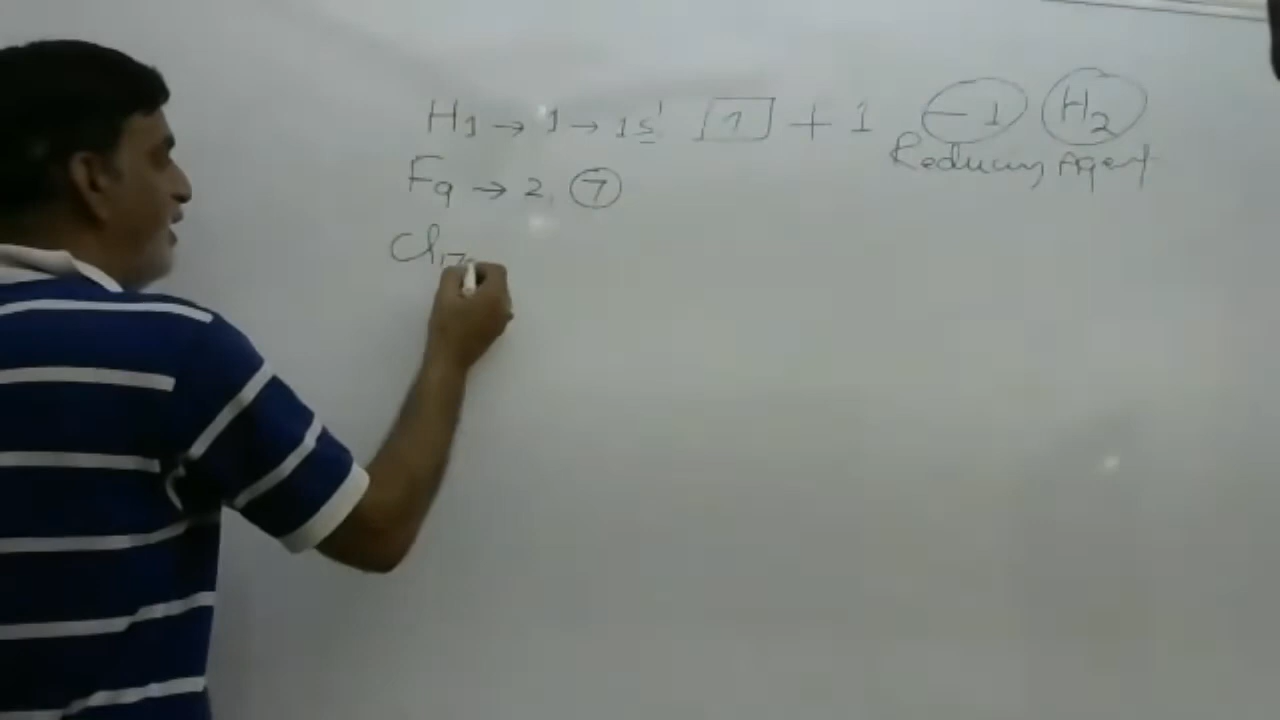 H₁ → 1 → 1s¹ 1 + 1 − 1 H₂
Reducing Agent
F₉ → 2, 7
Cl₁₇